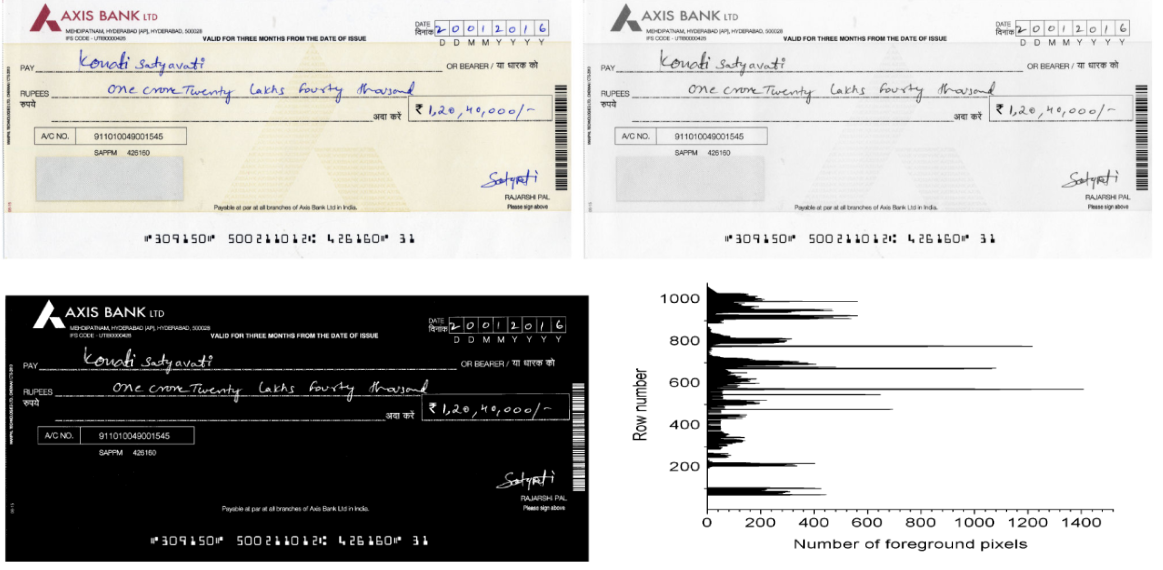 AXIS BANK LTD
MEHDIPATNAM, HYDERABAD [AP], HYDERABAD, 500028
IFS CODE - UTIB0000426
VALID FOR THREE MONTHS FROM THE DATE OF ISSUE
DATE
दिनांक
2 0 0 1 2 0 1 6
D D M M Y Y Y Y
PAY Konati Satyavati OR BEARER / या धारक को
RUPEES One crore Twenty Lakhs fourty thousand
रुपये
अदा करें ₹ 1,20,40,000/-
A/C NO. 911010049001545
SAPPM 426160
Satyati
RAJARSHI PAL
Please sign above
Payable at par at all branches of Axis Bank Ltd in India.
⑈309150⑈ 500211012⑆ 426160⑈ 31
AXIS BANK LTD
MEHDIPATNAM, HYDERABAD [AP], HYDERABAD, 500028
IFS CODE - UTIB0000426
VALID FOR THREE MONTHS FROM THE DATE OF ISSUE
DATE
दिनांक
2 0 0 1 2 0 1 6
D D M M Y Y Y Y
PAY Konati Satyavati OR BEARER / या धारक को
RUPEES One crore Twenty Lakhs fourty thousand
रुपये
अदा करें ₹ 1,20,40,000/-
A/C NO. 911010049001545
SAPPM 426160
Satyati
RAJARSHI PAL
Please sign above
Payable at par at all branches of Axis Bank Ltd in India.
⑈309150⑈ 500211012⑆ 426160⑈ 31
AXIS BANK LTD
MEHDIPATNAM, HYDERABAD [AP], HYDERABAD, 500028
IFS CODE - UTIB0000426
VALID FOR THREE MONTHS FROM THE DATE OF ISSUE
DATE
दिनांक
2 0 0 1 2 0 1 6
D D M M Y Y Y Y
PAY Konati Satyavati OR BEARER / या धारक को
RUPEES One crore Twenty Lakhs fourty thousand
रुपये
अदा करें ₹ 1,20,40,000/-
A/C NO. 911010049001545
SAPPM 426160
Satyati
RAJARSHI PAL
Please sign above
Payable at par at all branches of Axis Bank Ltd in India.
⑈309150⑈ 500211012⑆ 426160⑈ 31
1000
800
600
400
200
Row number
0 200 400 600 800 1000 1200 1400
Number of foreground pixels